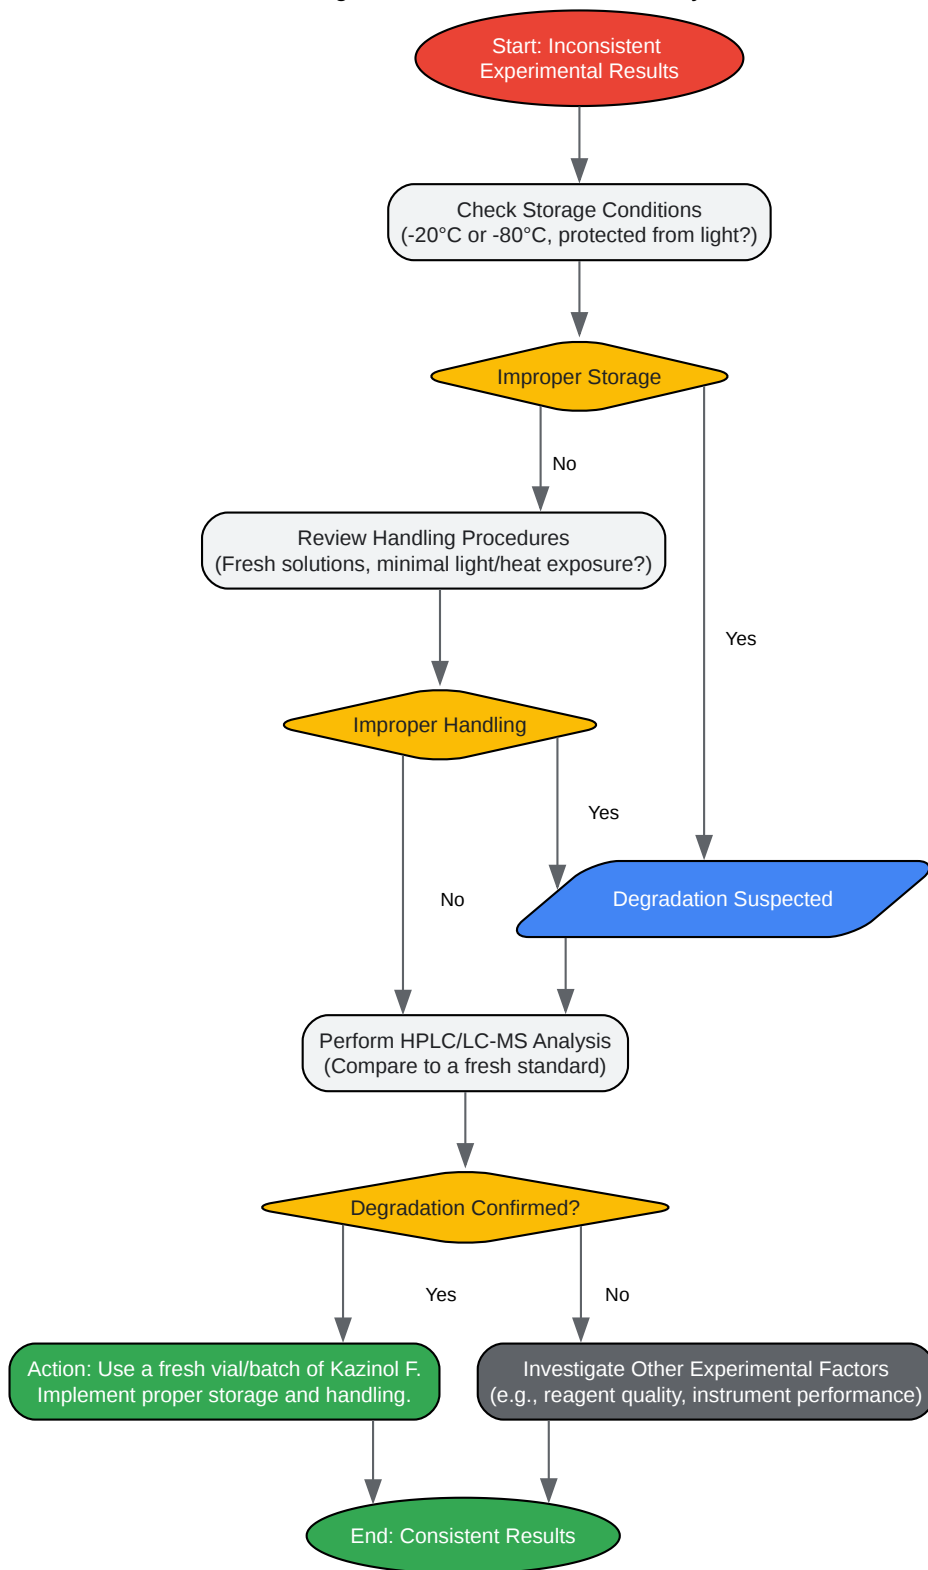 Start: Inconsistent
Experimental Results
Check Storage Conditions
(-20°C or -80°C, protected from light?)
Improper Storage
No
Review Handling Procedures
(Fresh solutions, minimal light/heat exposure?)
Yes
Improper Handling
Yes
No
Degradation Suspected
Perform HPLC/LC-MS Analysis
(Compare to a fresh standard)
Degradation Confirmed?
Yes
No
Action: Use a fresh vial/batch of Kazinol F.
Implement proper storage and handling.
Investigate Other Experimental Factors
(e.g., reagent quality, instrument performance)
End: Consistent Results